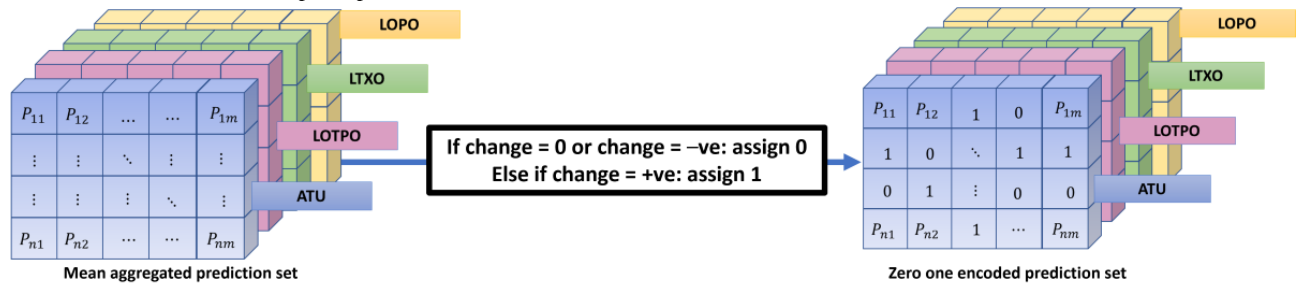 LOPO
LTXO
LOTPO
ATU
P11 P12 … … P1m
⋮ ⋮ ⋱ ⋮ ⋮
⋮ ⋮ ⋮ ⋱ ⋮
Pn1 Pn2 … … Pnm
Mean aggregated prediction set
If change = 0 or change = –ve: assign 0
Else if change = +ve: assign 1
LOPO
LTXO
LOTPO
ATU
P11 P12 1 0 P1m
1 0 ⋱ 1 1
0 1 ⋮ 0 0
Pn1 Pn2 1 … Pnm
Zero one encoded prediction set